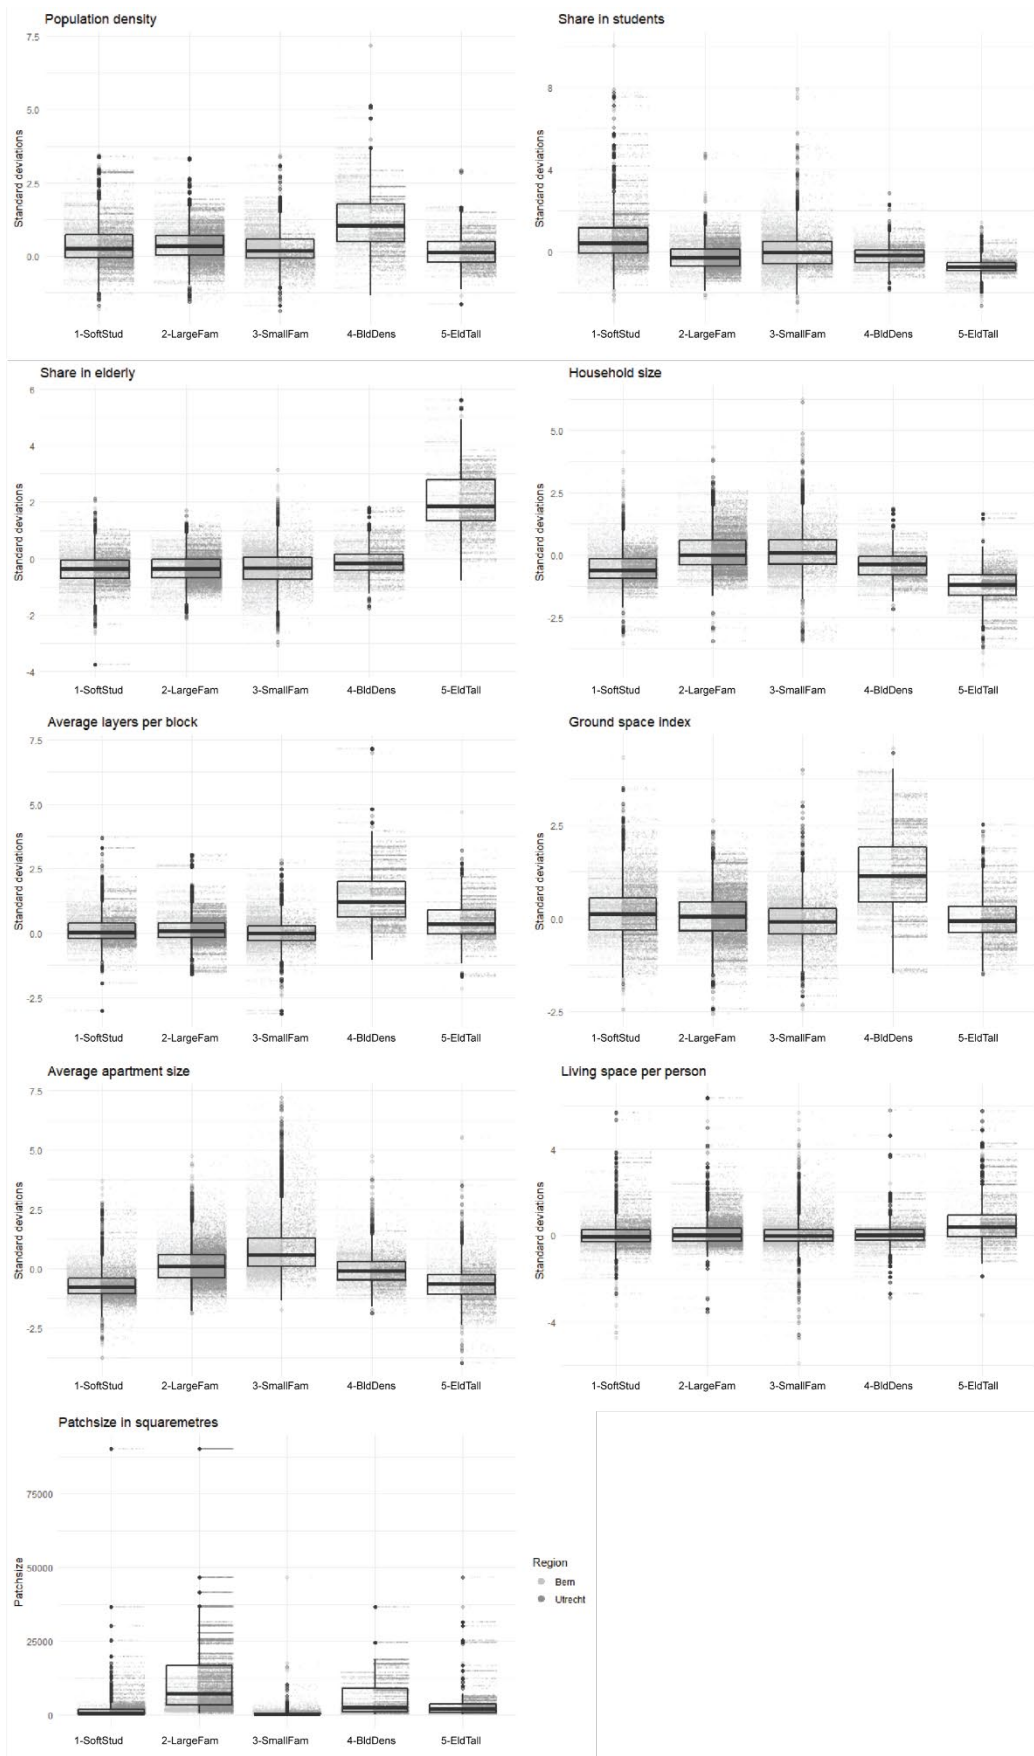 Population density
Share in students
Standard deviations
7.5
5.0
2.5
0.0
1-SoftStud 2-LargeFam 3-SmallFam 4-BldDens 5-EldTall
Standard deviations
8
4
0
1-SoftStud 2-LargeFam 3-SmallFam 4-BldDens 5-EldTall
Share in elderly
Household size
Standard deviations
6
4
2
0
-2
-4
1-SoftStud 2-LargeFam 3-SmallFam 4-BldDens 5-EldTall
Standard deviations
5.0
2.5
0.0
-2.5
1-SoftStud 2-LargeFam 3-SmallFam 4-BldDens 5-EldTall
Average layers per block
Ground space index
Standard deviations
7.5
5.0
2.5
0.0
-2.5
1-SoftStud 2-LargeFam 3-SmallFam 4-BldDens 5-EldTall
Standard deviations
2.5
0.0
-2.5
1-SoftStud 2-LargeFam 3-SmallFam 4-BldDens 5-EldTall
Average apartment size
Living space per person
Standard deviations
7.5
5.0
2.5
0.0
-2.5
1-SoftStud 2-LargeFam 3-SmallFam 4-BldDens 5-EldTall
Standard deviations
4
0
-4
1-SoftStud 2-LargeFam 3-SmallFam 4-BldDens 5-EldTall
Patchsize in squaremetres
Patchsize
75000
50000
25000
0
1-SoftStud 2-LargeFam 3-SmallFam 4-BldDens 5-EldTall
Region
Bern
Utrecht